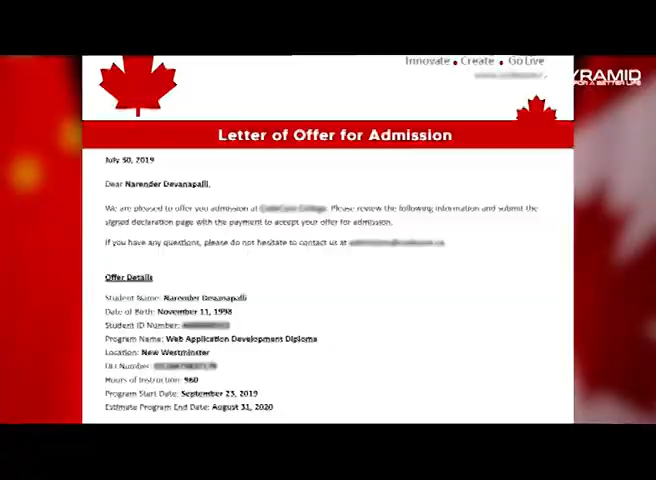 Innovate • Create • Go Live
YRAMID
FOR A BETTER LIFE
Letter of Offer for Admission
July 30, 2019
Dear Narender Devanapalli,
We are pleased to offer you admission at Please review the following information and submit the
signed declaration page with the payment to accept your offer for admission.
If you have any questions, please do not hesitate to contact us at
Offer Details
Student Name: Narender Devanapalli
Date of Birth: November 11, 1998
Student ID Number:
Program Name: Web Application Development Diploma
Location: New Westminster
DLI Number:
Hours of Instruction: 960
Program Start Date: September 23, 2019
Estimate Program End Date: August 31, 2020